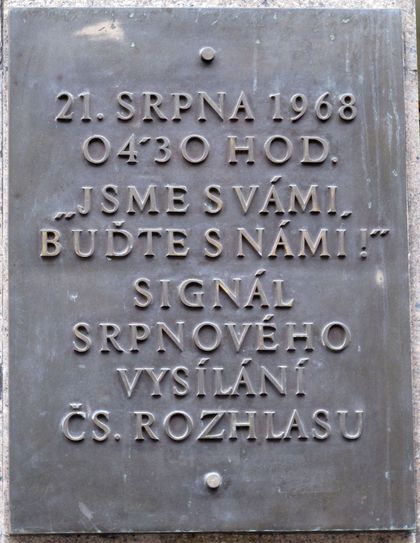 21. SRPNA 1968
04´30 HOD.
„JSME S VÁMI,
BUĎTE S NÁMI!“
SIGNÁL
SRPNOVÉHO
VYSÍLÁNÍ
ČS. ROZHLASU